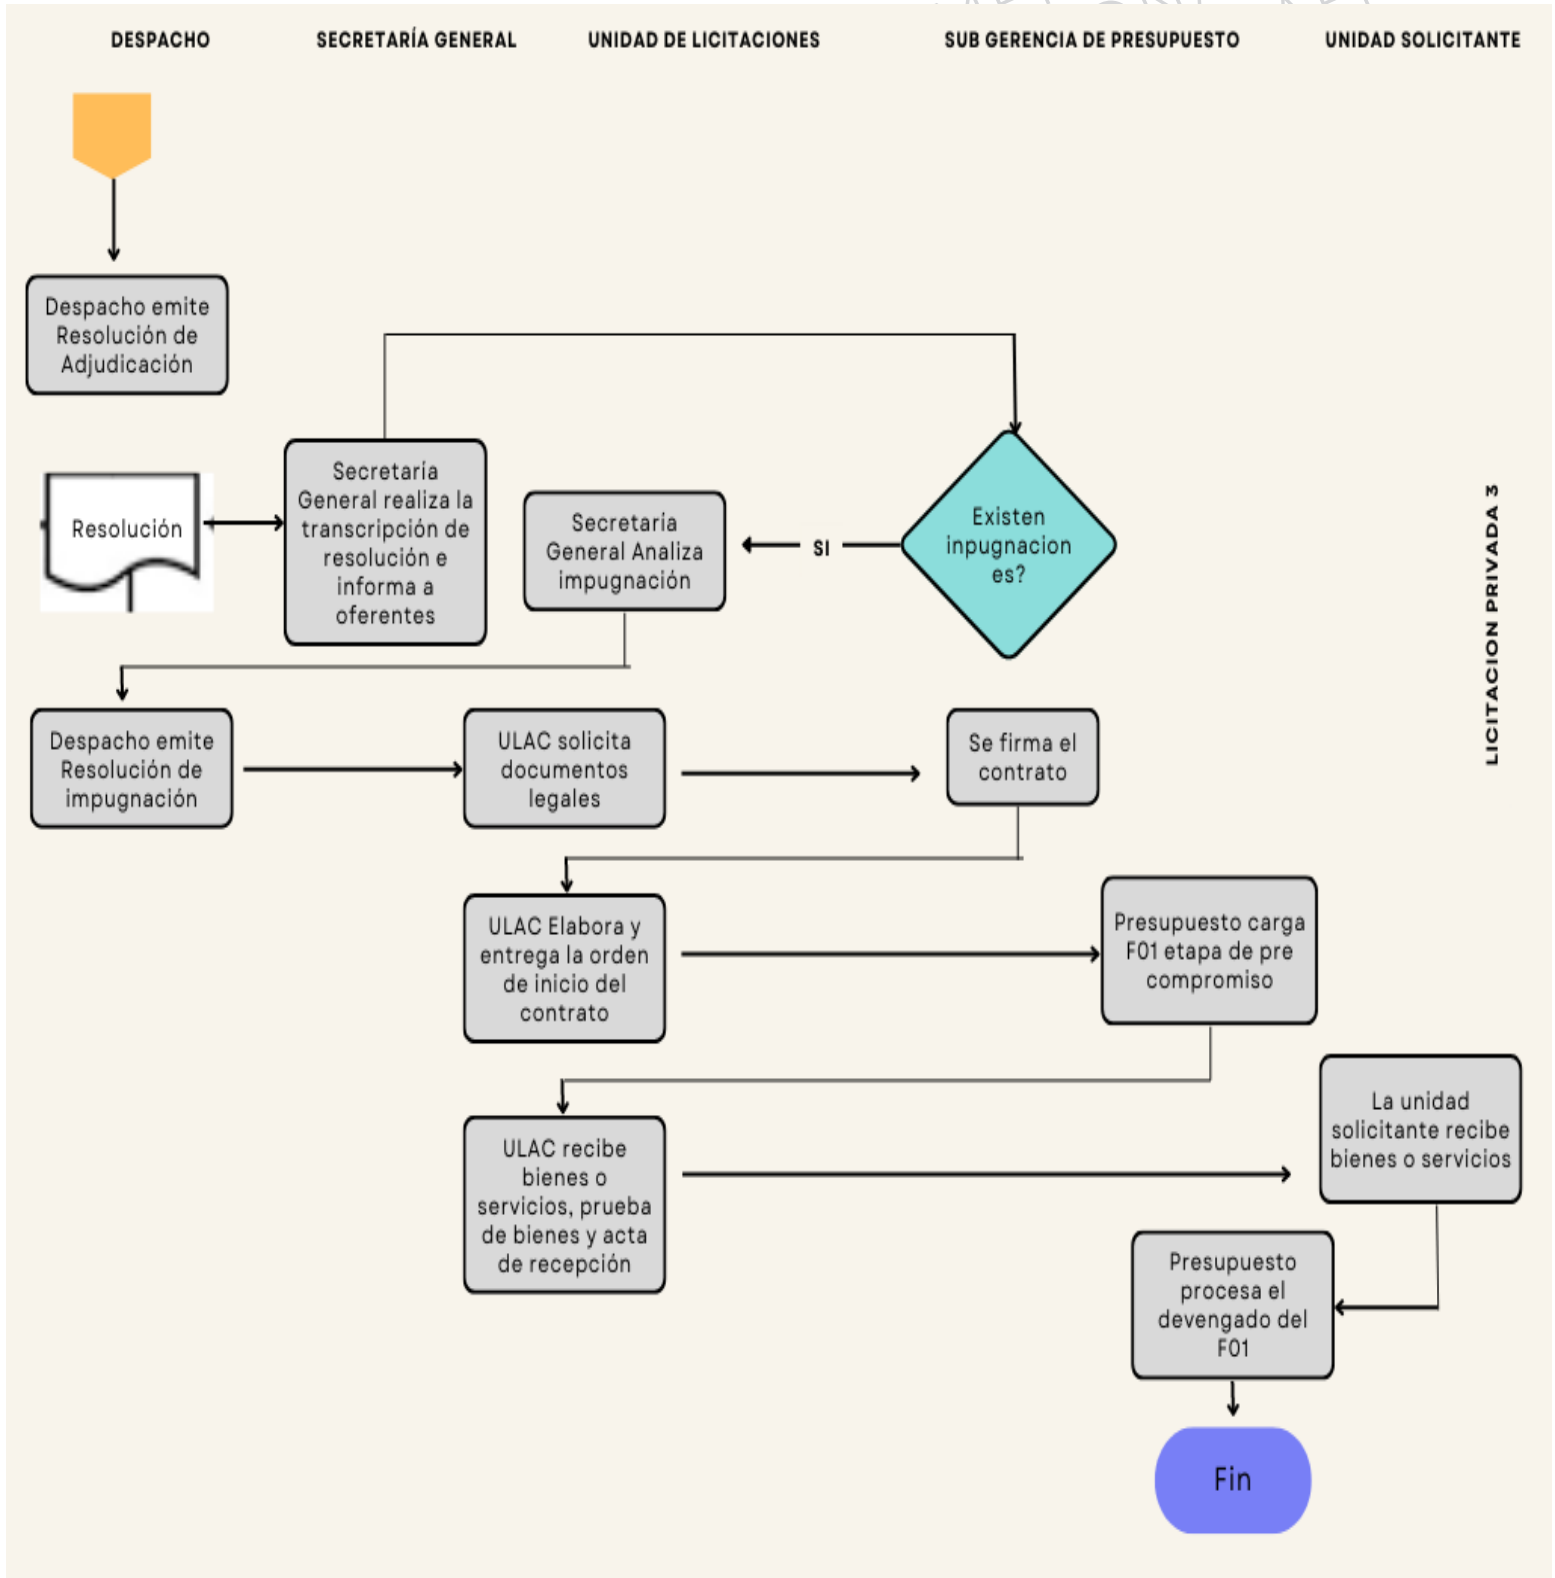 DESPACHO
SECRETARÍA GENERAL
UNIDAD DE LICITACIONES
SUB GERENCIA DE PRESUPUESTO
UNIDAD SOLICITANTE
Despacho emite
Resolución de
Adjudicación
Resolución
Secretaría
General realiza la
transcripción de
resolución e
informa a
oferentes
Secretaria
General Analiza
impugnación
SI
Existen
inpugnacion
es?
LICITACION PRIVADA 3
Despacho emite
Resolución de
impugnación
ULAC solicita
documentos
legales
Se firma el
contrato
ULAC Elabora y
entrega la orden
de inicio del
contrato
Presupuesto carga
F01 etapa de pre
compromiso
ULAC recibe
bienes o
servicios, prueba
de bienes y acta
de recepción
La unidad
solicitante recibe
bienes o servicios
Presupuesto
procesa el
devengado del
F01
Fin